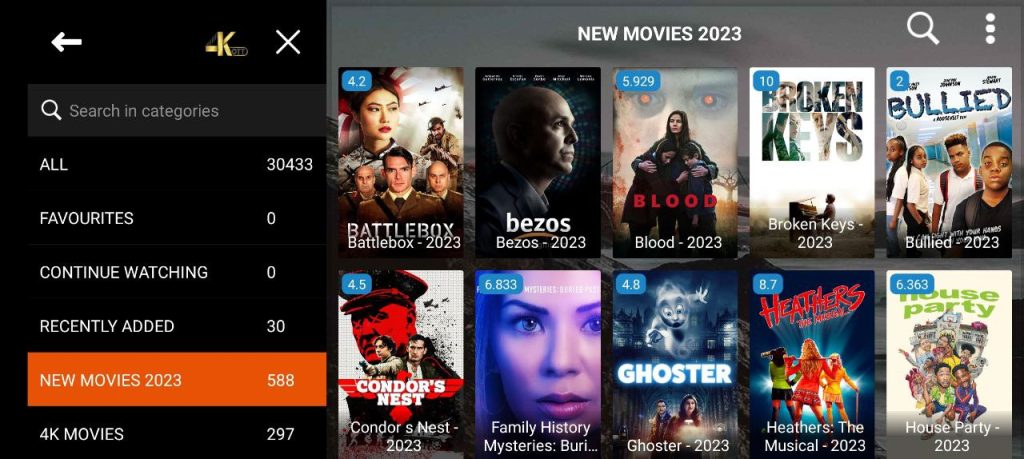 4K OTT
Search in categories
ALL 30433
FAVOURITES 0
CONTINUE WATCHING 0
RECENTLY ADDED 30
NEW MOVIES 2023 588
4K MOVIES 297
NEW MOVIES 2023
4.2
BATTLEBOX
Battlebox - 2023
bezos
Bezos - 2023
5.929
BLOOD
Blood - 2023
10
BROKEN
KEYS
Broken Keys -
2023
2
BULLIED
Bullied - 2023
4.5
CONDOR'S
NEST
Condor s Nest -
2023
6.833
MYSTERIES:
Family History
Mysteries: Buri...
4.8
GHOSTER
Ghoster - 2023
8.7
HEATHERS
THE MUSICAL
Heathers: The
Musical - 2023
6.363
house
party
House Party -
2023